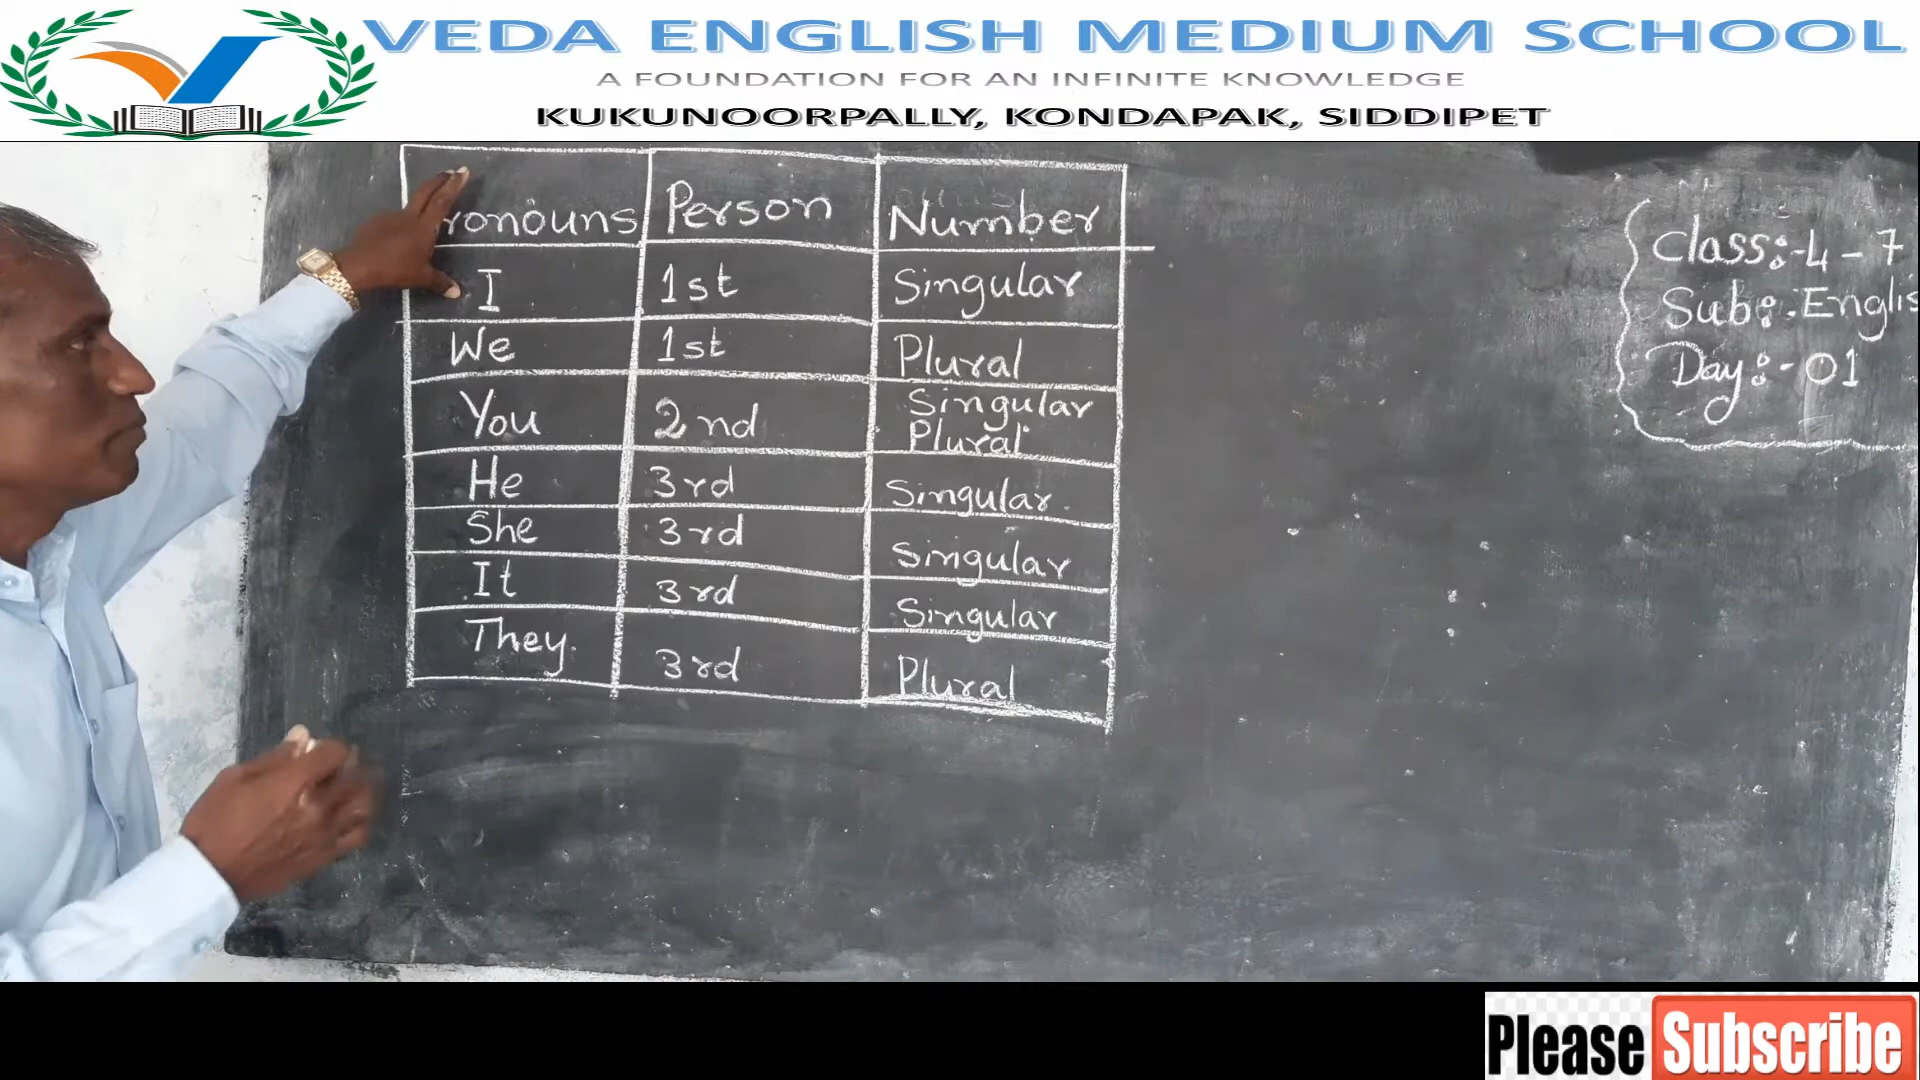 VEDA ENGLISH MEDIUM SCHOOL
A FOUNDATION FOR AN INFINITE KNOWLEDGE
KUKUNOORPALLY, KONDAPAK, SIDDIPET
ronouns Person Number
I 1st Singular
We 1st Plural
You 2nd Singular Plural
He 3rd Singular
She 3rd Singular
It 3rd Singular
They 3rd Plural
Class:-4-7
Sub:-Englis
Day:-01
Please Subscribe